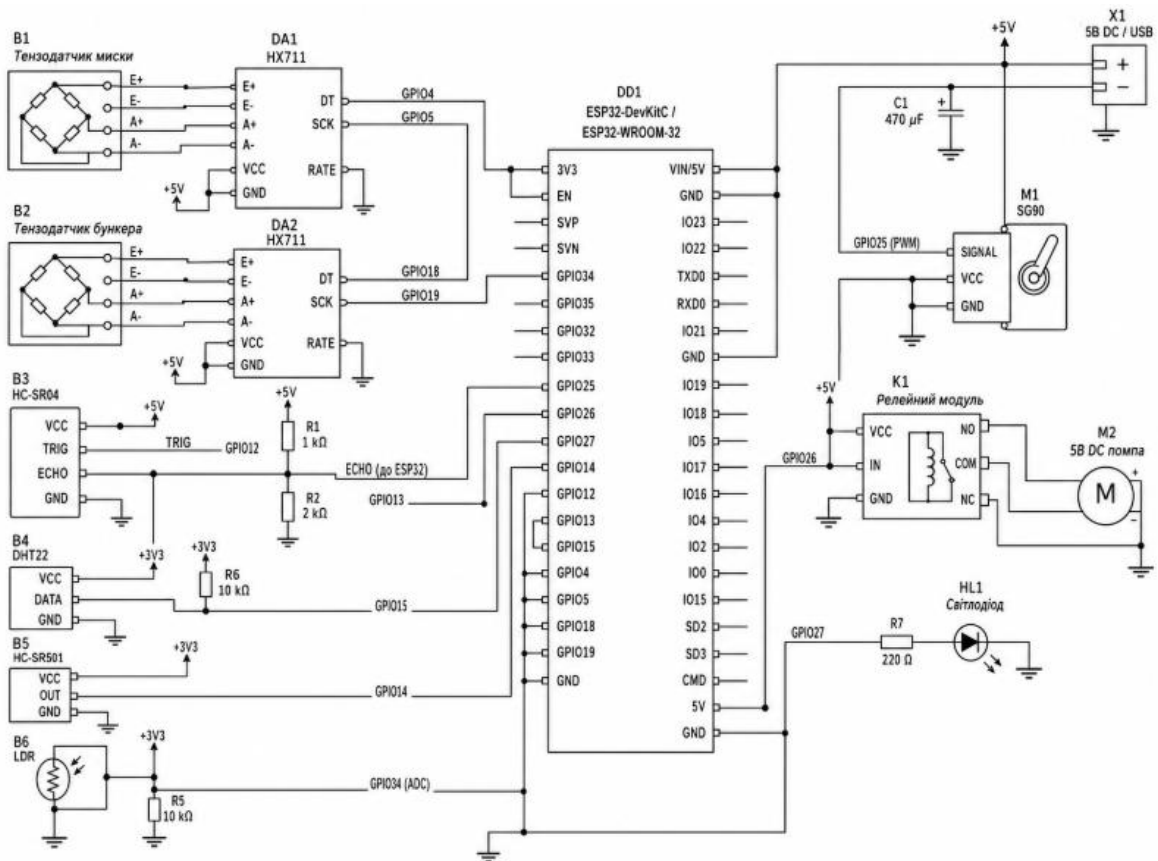 B1
Тензодатчик миски
E+
E-
A+
A-
DA1
HX711
E+
E-
A+
A-
VCC
GND
DT
SCK
RATE
GPIO4
GPIO5
+5V
B2
Тензодатчик бункера
E+
E-
A+
A-
DA2
HX711
E+
E-
A+
A-
VCC
GND
DT
SCK
RATE
GPIO18
GPIO19
+5V
B3
HC-SR04
VCC
TRIG
ECHO
GND
+5V
TRIG
GPIO12
+5V
R1
1 kΩ
R2
2 kΩ
ECHO (до ESP32)
GPIO13
B4
DHT22
VCC
DATA
GND
+3V3
+3V3
R6
10 kΩ
GPIO15
B5
HC-SR501
VCC
OUT
GND
+3V3
GPIO14
B6
LDR
+3V3
R5
10 kΩ
GPIO34 (ADC)
DD1
ESP32-DevKitC /
ESP32-WROOM-32
3V3
EN
SVP
SVN
GPIO34
GPIO35
GPIO32
GPIO33
GPIO25
GPIO26
GPIO27
GPIO14
GPIO12
GPIO13
GPIO15
GPIO4
GPIO5
GPIO18
GPIO19
GND
VIN/5V
GND
IO23
IO22
TXD0
RXD0
IO21
GND
IO19
IO18
IO5
IO17
IO16
IO4
IO2
IO0
IO15
SD2
SD3
CMD
5V
GND
X1
5В DC / USB
+
−
+5V
C1
+
470 µF
M1
SG90
GPIO25 (PWM)
SIGNAL
VCC
GND
K1
Релейний модуль
+5V
GPIO26
VCC
IN
GND
NO
COM
NC
M2
5В DC помпа
M
+
−
HL1
Світлодіод
GPIO27
R7
220 Ω